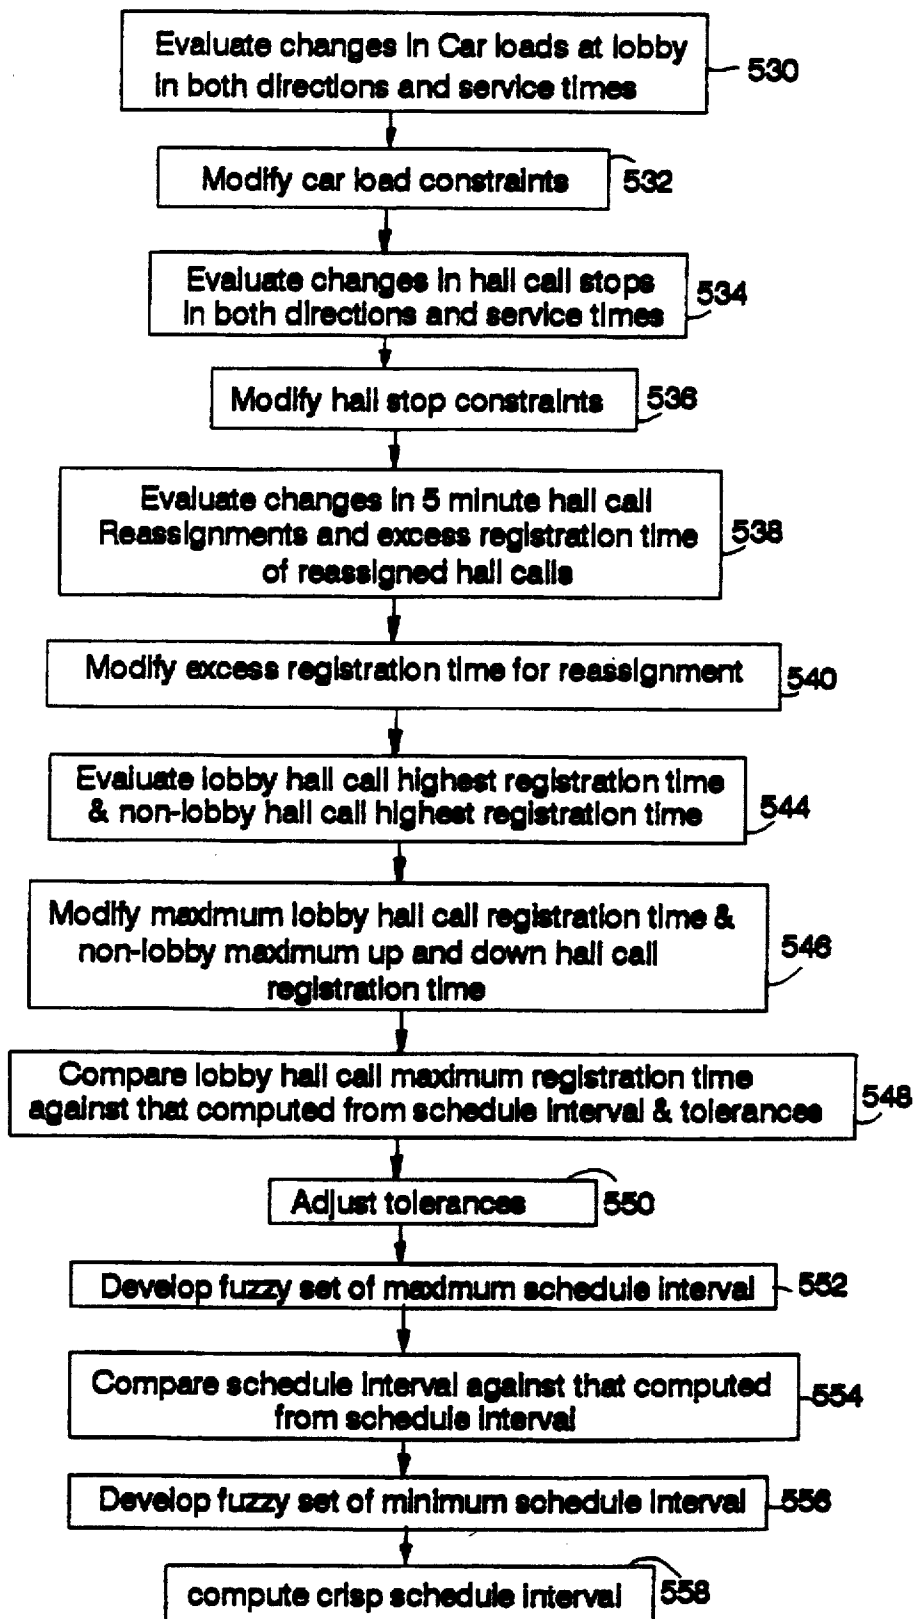 Evaluate changes in Car loads at lobby
in both directions and service times
530
Modify car load constraints
532
Evaluate changes in hall call stops
in both directions and service times
534
Modify hall stop constraints
536
Evaluate changes in 5 minute hall call
Reassignments and excess registration time
of reassigned hall calls
538
Modify excess registration time for reassignment
540
Evaluate lobby hall call highest registration time
& non-lobby hall call highest registration time
544
Modify maximum lobby hall call registration time &
non-lobby maximum up and down hall call
registration time
546
Compare lobby hall call maximum registration time
against that computed from schedule interval & tolerances
548
Adjust tolerances
550
Develop fuzzy set of maximum schedule interval
552
Compare schedule interval against that computed
from schedule interval
554
Develop fuzzy set of minimum schedule interval
556
compute crisp schedule interval
558